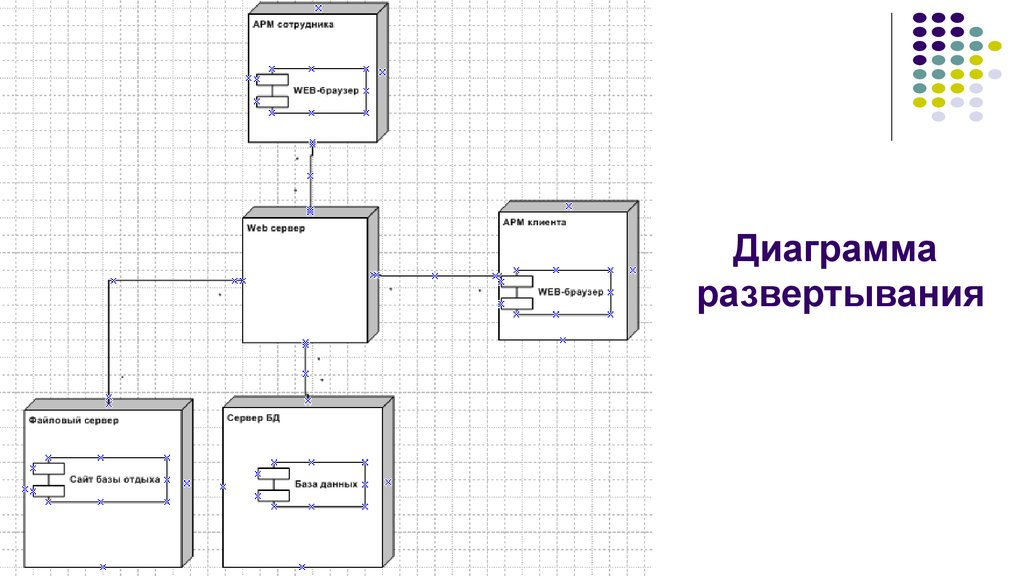 АРМ сотрудника
WEB-браузер
Web сервер
АРМ клиента
WEB-браузер
Файловый сервер
Сайт базы отдыха
Сервер БД
База данных
Диаграмма
развертывания